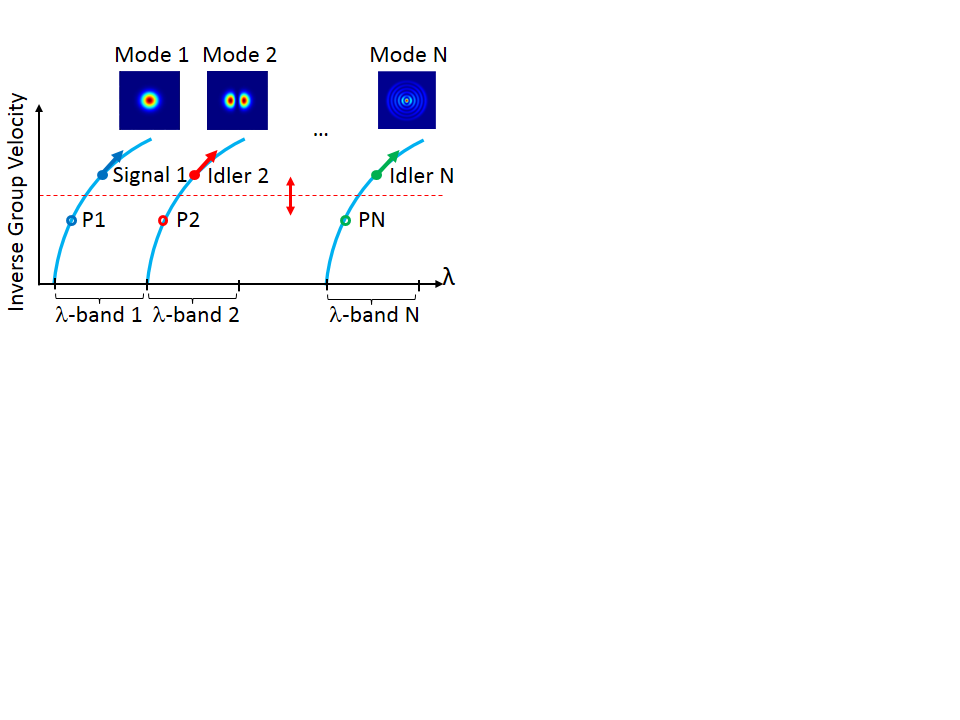 Mode 1 Mode 2 Mode N
...
Inverse Group Velocity
Signal 1 Idler 2 Idler N
P1 P2 PN
λ
λ-band 1 λ-band 2 λ-band N